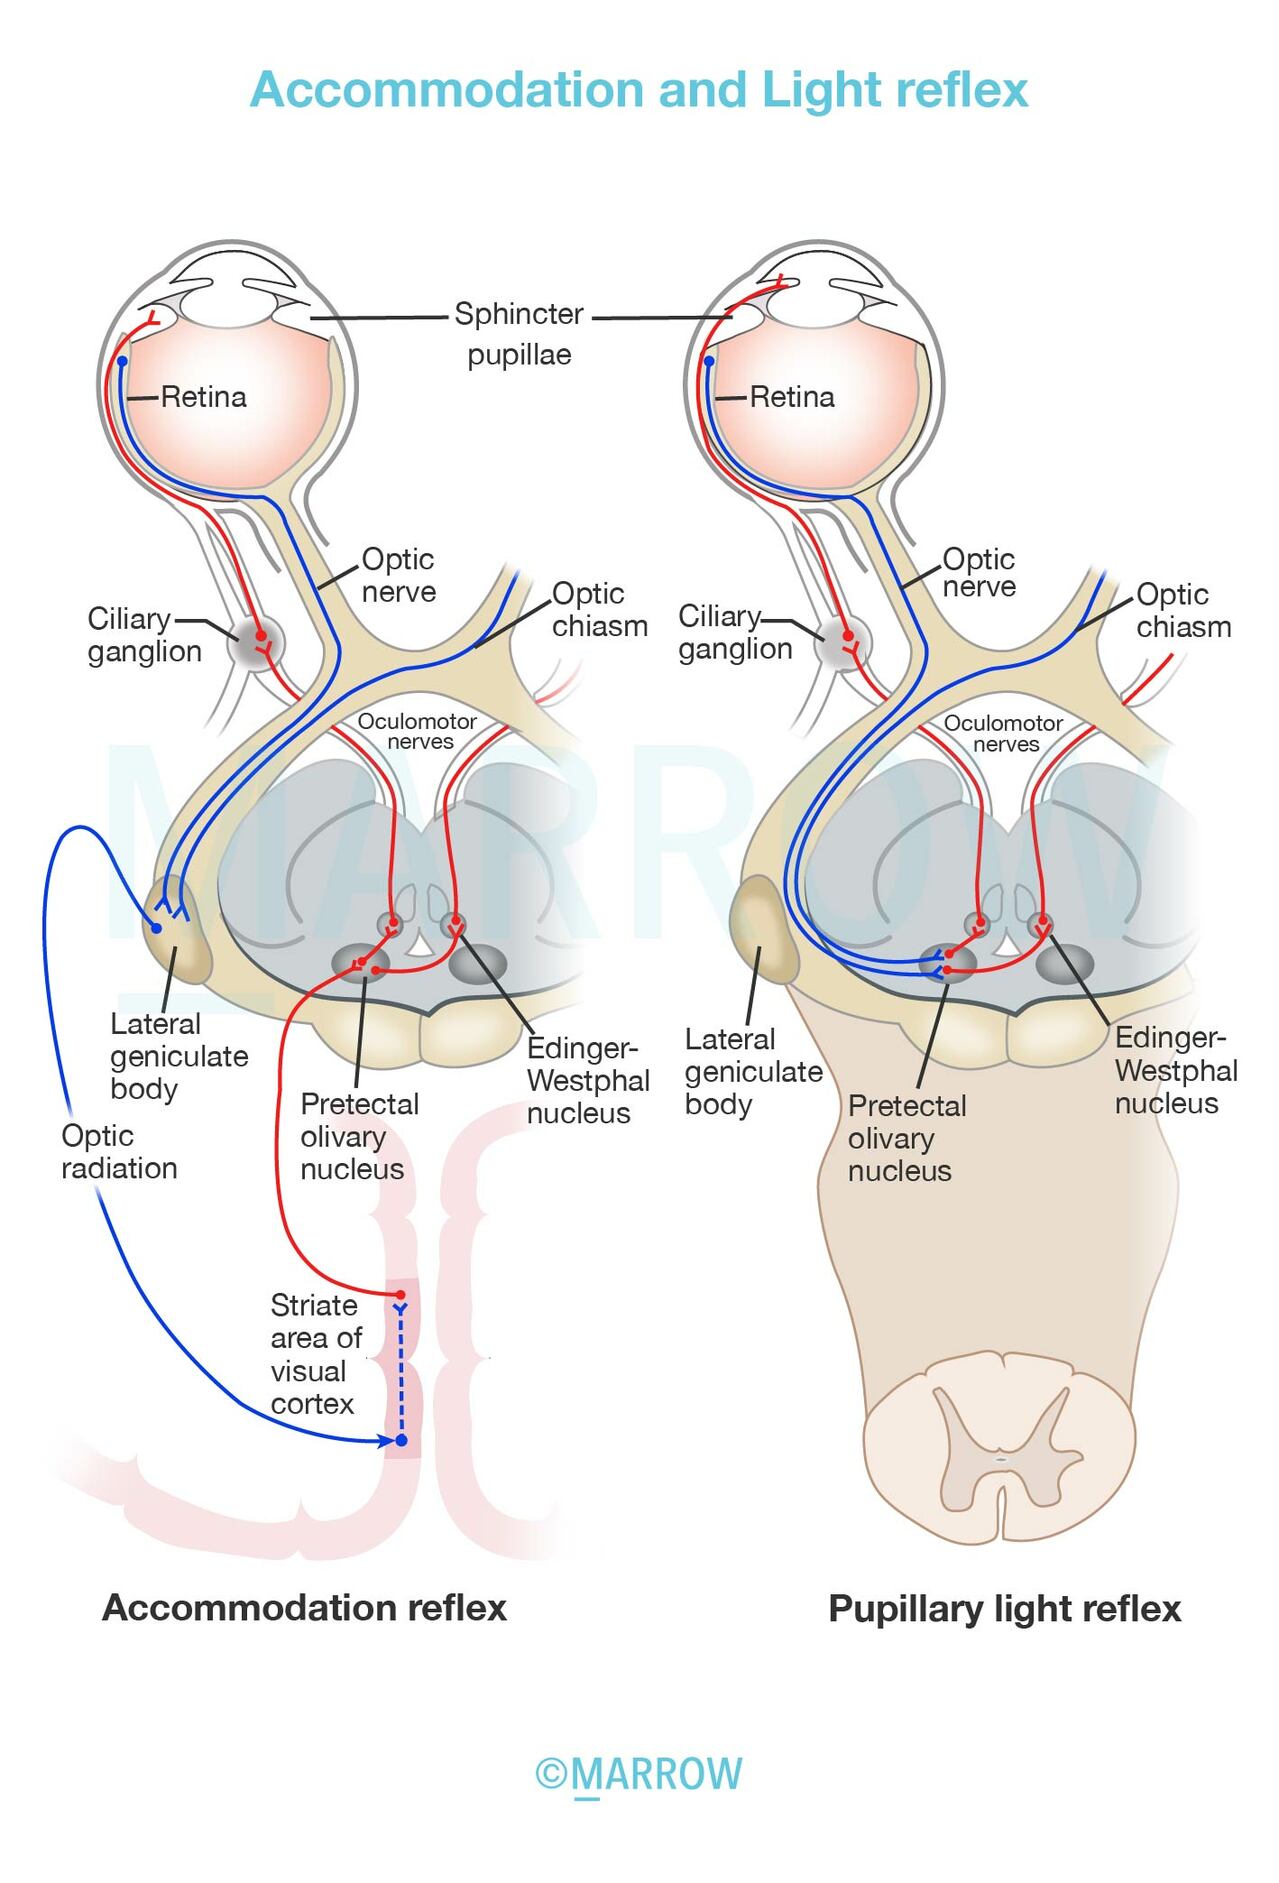 Accommodation and Light reflex
Sphincter
pupillae
Retina
Retina
Optic
nerve
Optic
chiasm
Ciliary
ganglion
Oculomotor
nerves
Lateral
geniculate
body
Optic
radiation
Pretectal
olivary
nucleus
Edinger-
Westphal
nucleus
Striate
area of
visual
cortex
Accommodation reflex
Optic
nerve
Optic
chiasm
Ciliary
ganglion
Oculomotor
nerves
Lateral
geniculate
body
Pretectal
olivary
nucleus
Edinger-
Westphal
nucleus
Pupillary light reflex
MARROW
©MARROW